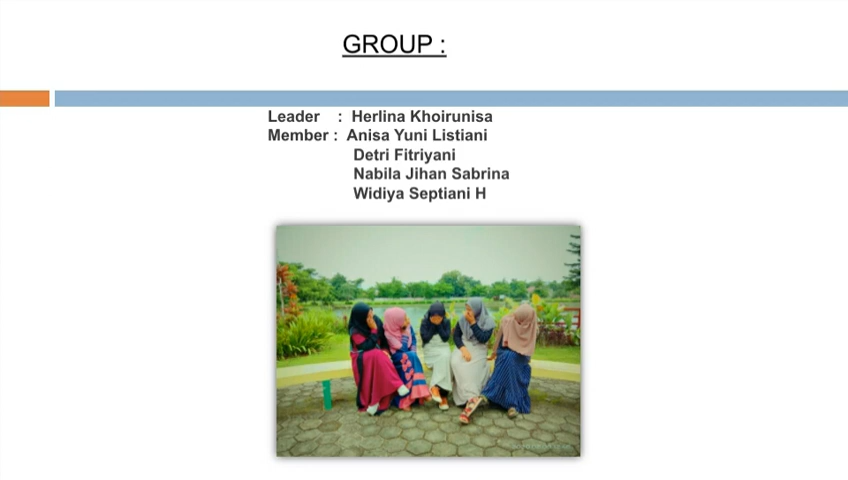 GROUP :
Leader : Herlina Khoirunisa
Member : Anisa Yuni Listiani
Detri Fitriyani
Nabila Jihan Sabrina
Widiya Septiani H